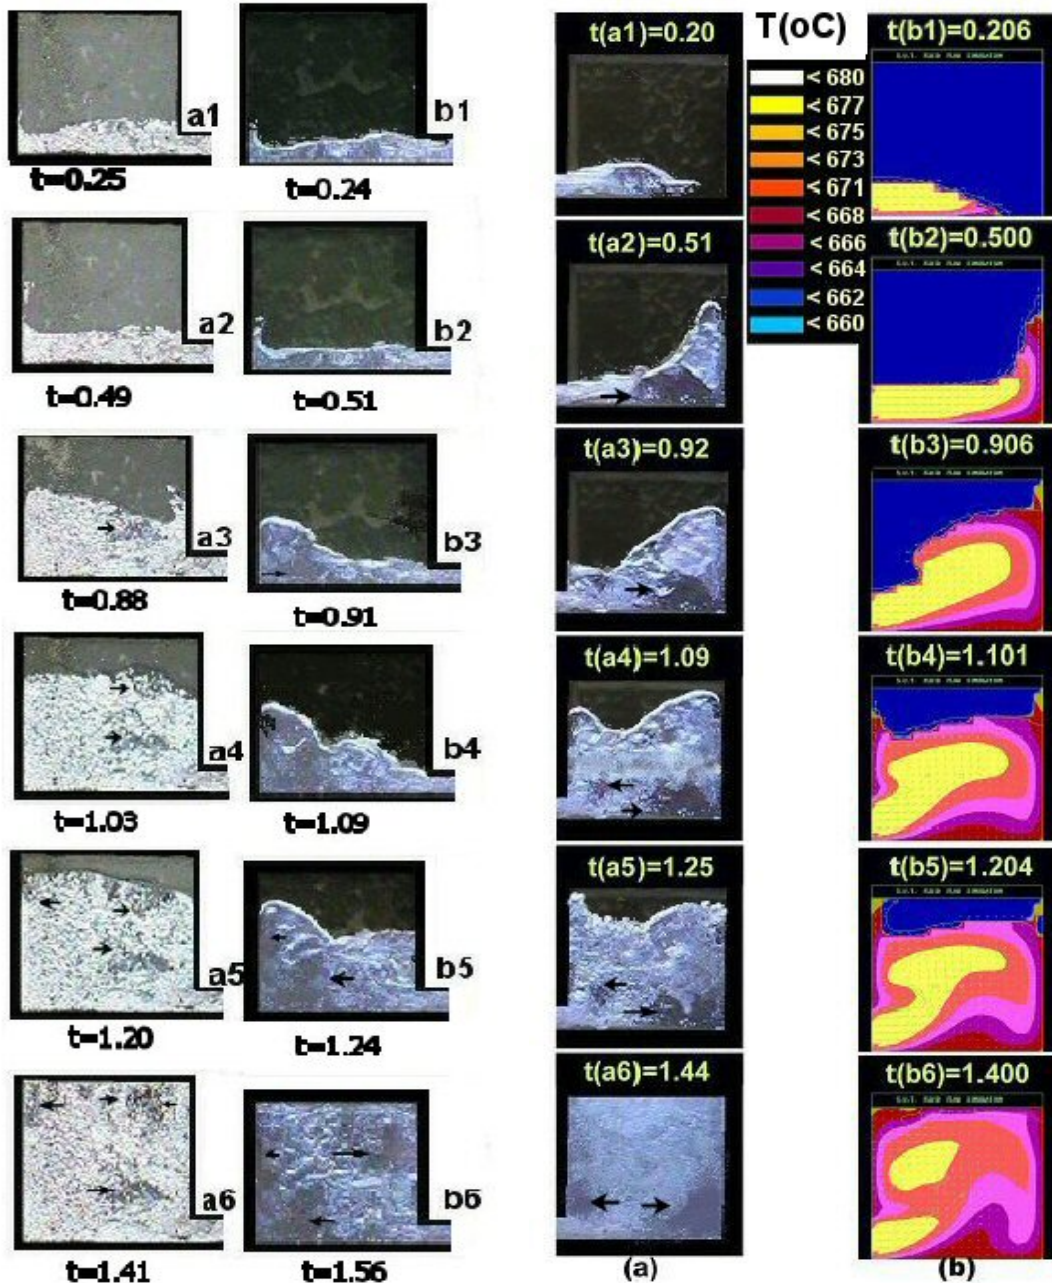 a1
t=0.25
b1
t=0.24
a2
t=0.49
b2
t=0.51
a3
t=0.88
b3
t=0.91
a4
t=1.03
b4
t=1.09
a5
t=1.20
b5
t=1.24
a6
t=1.41
b6
t=1.56
t(a1)=0.20
t(a2)=0.51
t(a3)=0.92
t(a4)=1.09
t(a5)=1.25
t(a6)=1.44
(a)
T(oC)
< 680
< 677
< 675
< 673
< 671
< 668
< 666
< 664
< 662
< 660
t(b1)=0.206
t(b2)=0.500
t(b3)=0.906
t(b4)=1.101
t(b5)=1.204
t(b6)=1.400
(b)